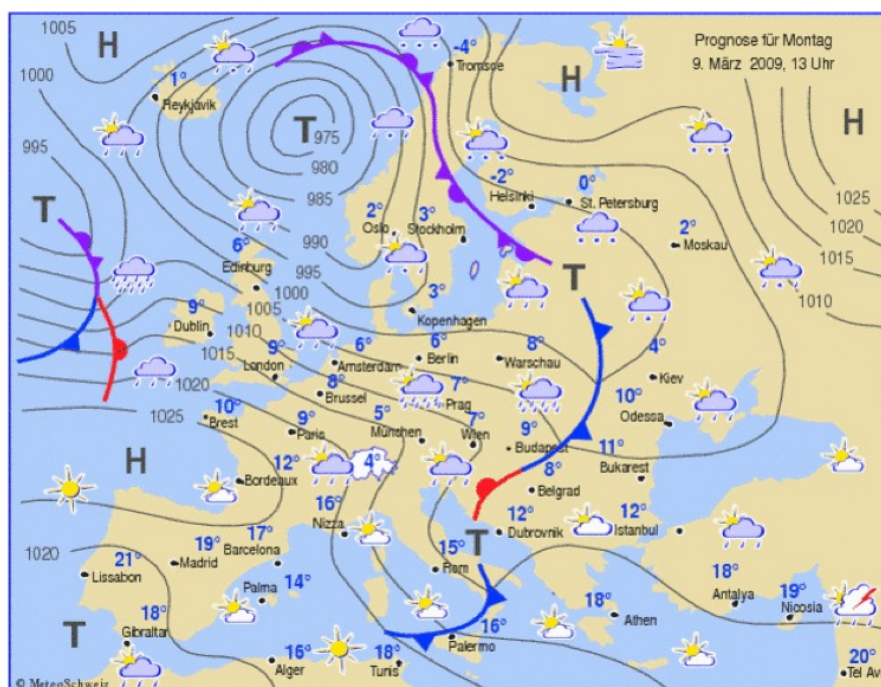 1005
H
1000
995
T
1°
Reykjavik
T
975
980
985
990
995
1000
1005
1010
1015
1020
1025
-4°
Tromsoe
H
Prognose für Montag
9. März 2009, 13 Uhr
H
1025
1020
1015
1010
-2°
Helsinki
0°
St. Petersburg
2°
Oslo
3°
Stockholm
2°
Moskau
6°
Edinburg
T
9°
Dublin
3°
Kopenhagen
9°
London
6°
Amsterdam
6°
Berlin
8°
Warschau
4°
Kiev
8°
Brussel
7°
Prag
10°
Odessa
10°
Brest
9°
Paris
5°
München
7°
Wien
9°
Budapest
11°
Bukarest
H
12°
Bordeaux
4°
8°
Belgrad
16°
Nizza
12°
Dubrovnik
12°
Istanbul
1020
21°
Lissabon
19°
Madrid
17°
Barcelona
T
15°
Rom
14°
Palma
18°
Antalya
19°
Nicosia
T
18°
Gibraltar
16°
Palermo
18°
Athen
16°
Alger
18°
Tunis
20°
Tel Av
© MeteoSchweiz